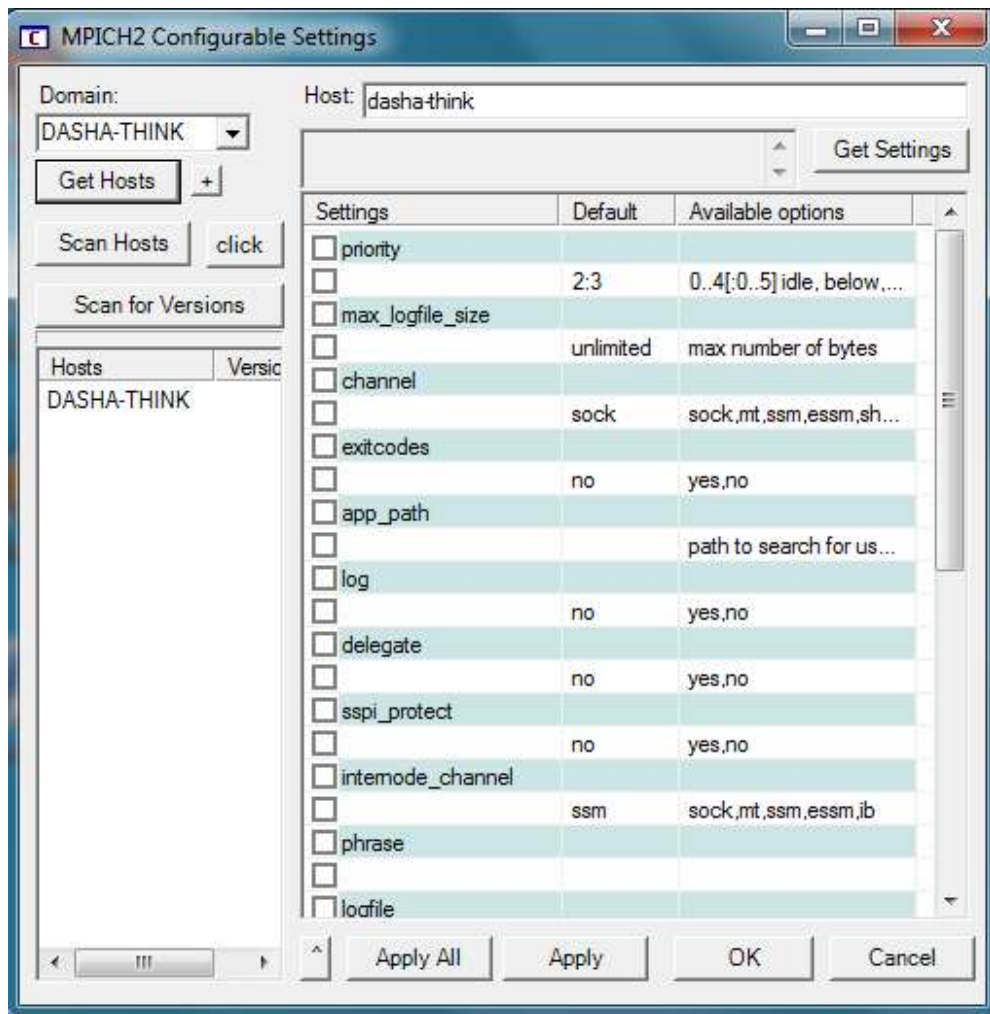 MPICH2 Configurable Settings
Domain:
DASHA-THINK
Get Hosts
+
Scan Hosts
click
Scan for Versions
Hosts Versic
DASHA-THINK
Host: dasha-think
Get Settings
Settings Default Available options
priority
2:3 0..4[:0..5] idle, below,...
max_logfile_size
unlimited max number of bytes
channel
sock sock,mt,ssm,essm,sh...
exitcodes
no yes,no
app_path
path to search for us...
log
no yes,no
delegate
no yes,no
sspi_protect
no yes,no
internode_channel
ssm sock,mt,ssm,essm,ib
phrase
logfile
^ Apply All Apply OK Cancel